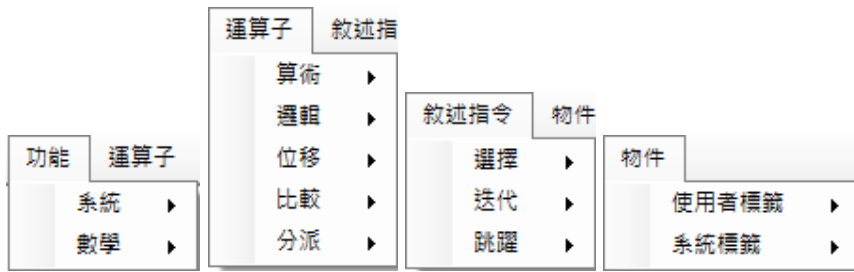 功能 運算子
系統
數學
運算子 敘述指
算術
邏輯
位移
比較
分派
敘述指令 物件
選擇
迭代
跳躍
物件
使用者標籤
系統標籤